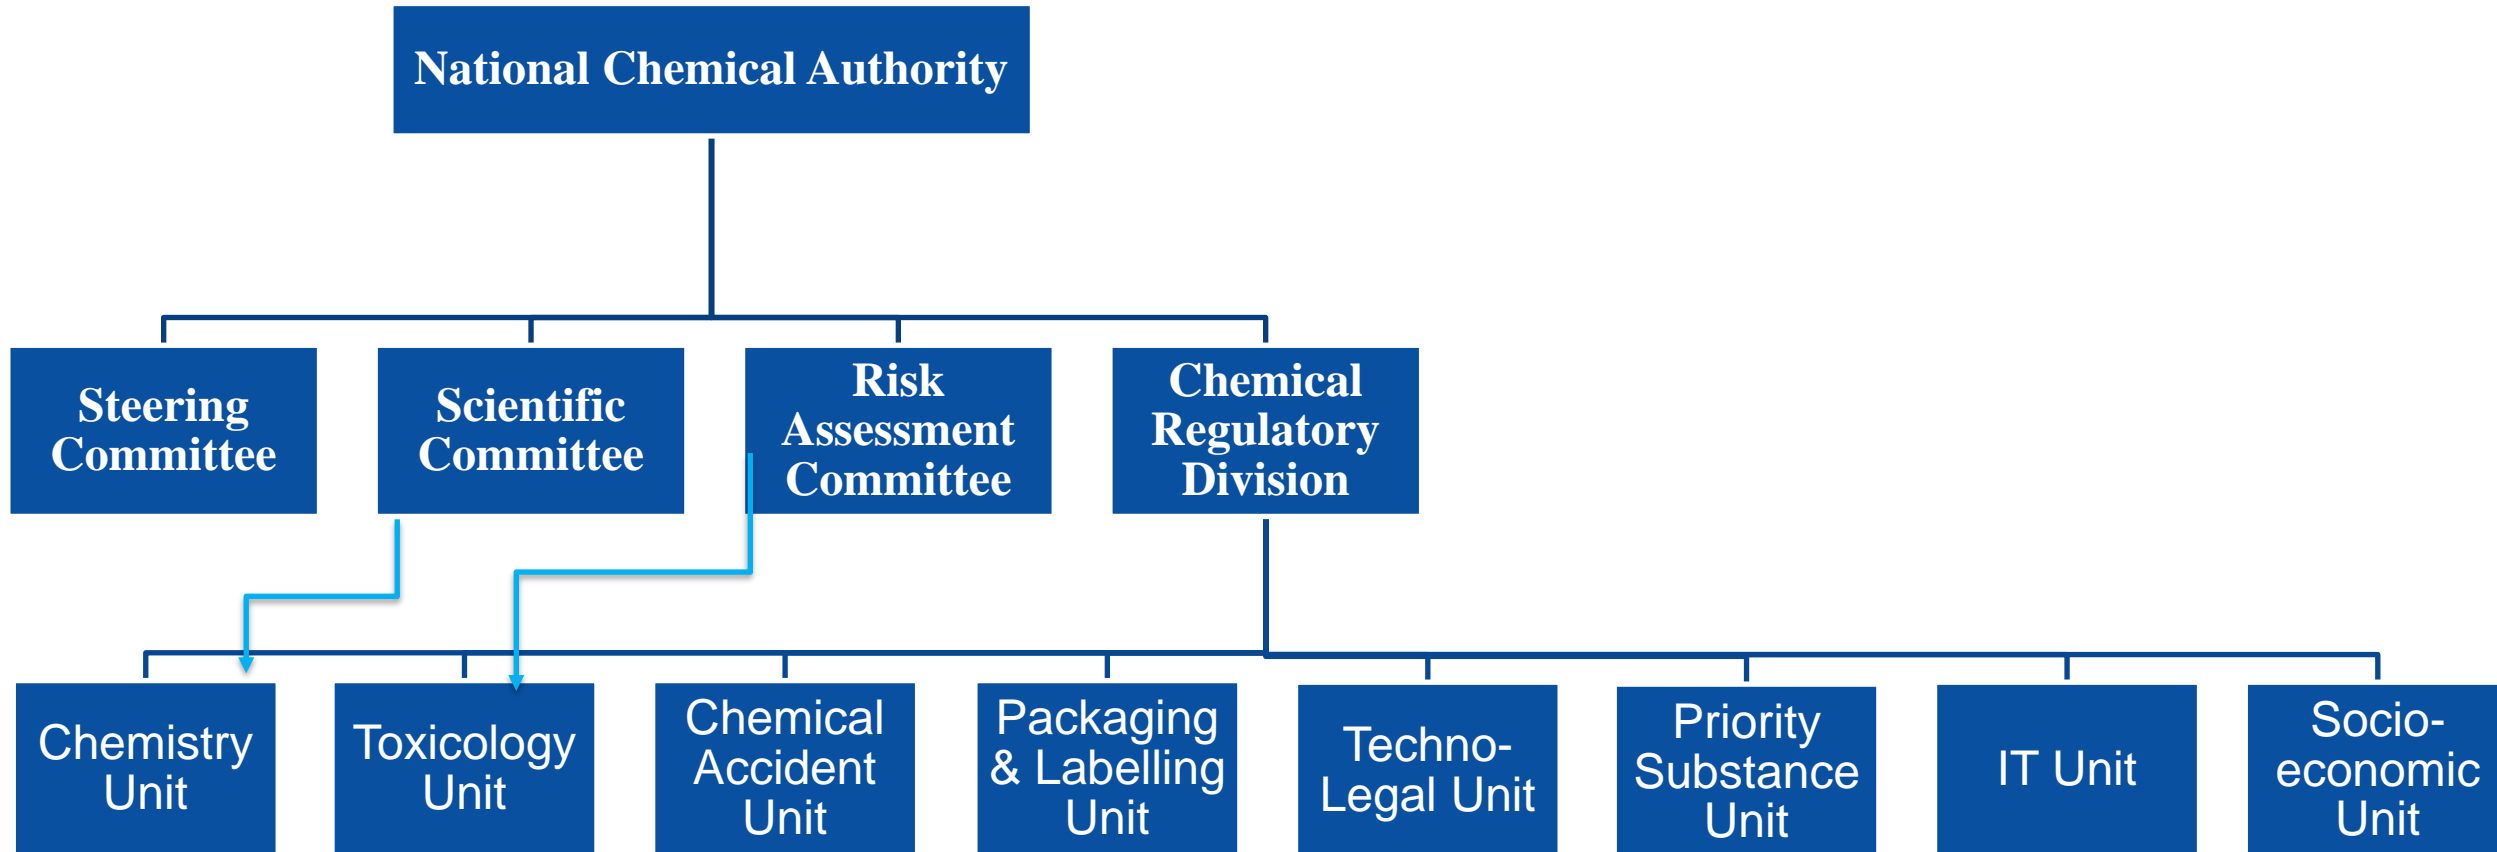 National Chemical Authority
Steering
Committee
Scientific
Committee
Risk
Assessment
Committee
Chemical
Regulatory
Division
Chemistry
Unit
Toxicology
Unit
Chemical
Accident
Unit
Packaging
& Labelling
Unit
Techno-
Legal Unit
Priority
Substance
Unit
IT Unit
Socio-
economic
Unit